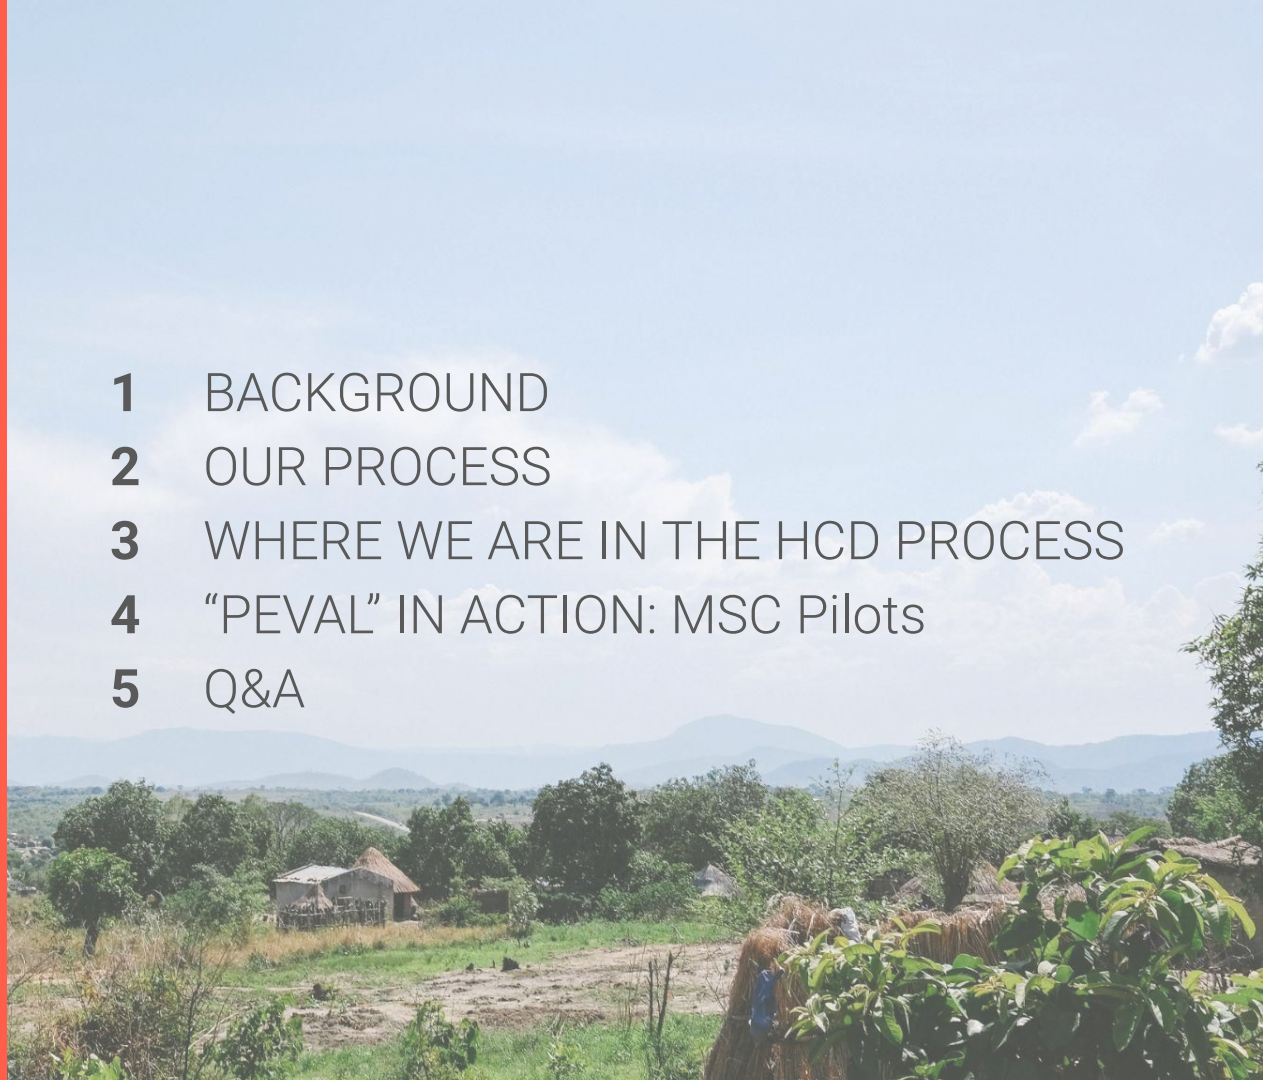 1 BACKGROUND
2 OUR PROCESS
3 WHERE WE ARE IN THE HCD PROCESS
4 “PEVAL” IN ACTION: MSC Pilots
5 Q&A